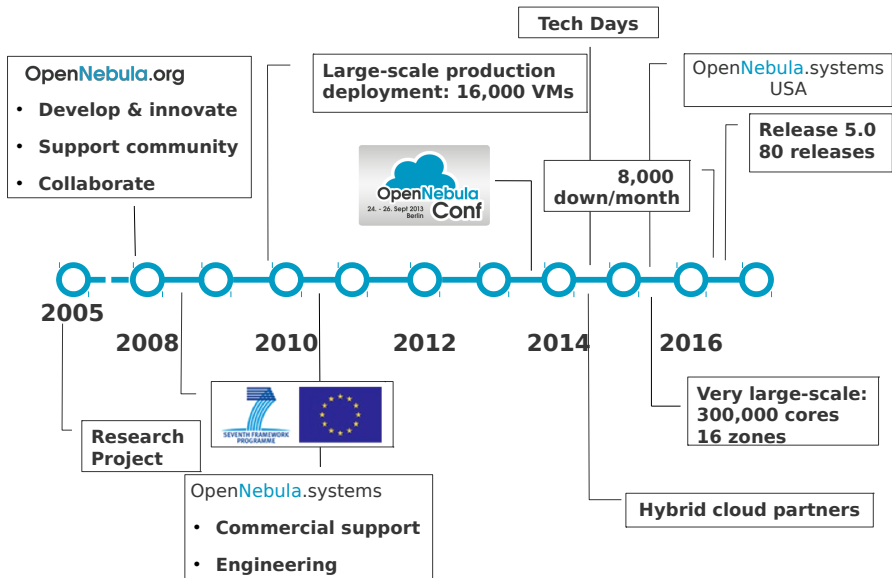 Tech Days
OpenNebula.org
• Develop & innovate
• Support community
• Collaborate
Large-scale production
deployment: 16,000 VMs
OpenNebula.systems
USA
Release 5.0
80 releases
OpenNebula
24. - 26. Sept 2013
Berlin
Conf
8,000
down/month
2005
2008
2010
2012
2014
2016
SEVENTH FRAMEWORK
PROGRAMME
Research
Project
Very large-scale:
300,000 cores
16 zones
OpenNebula.systems
• Commercial support
• Engineering
Hybrid cloud partners